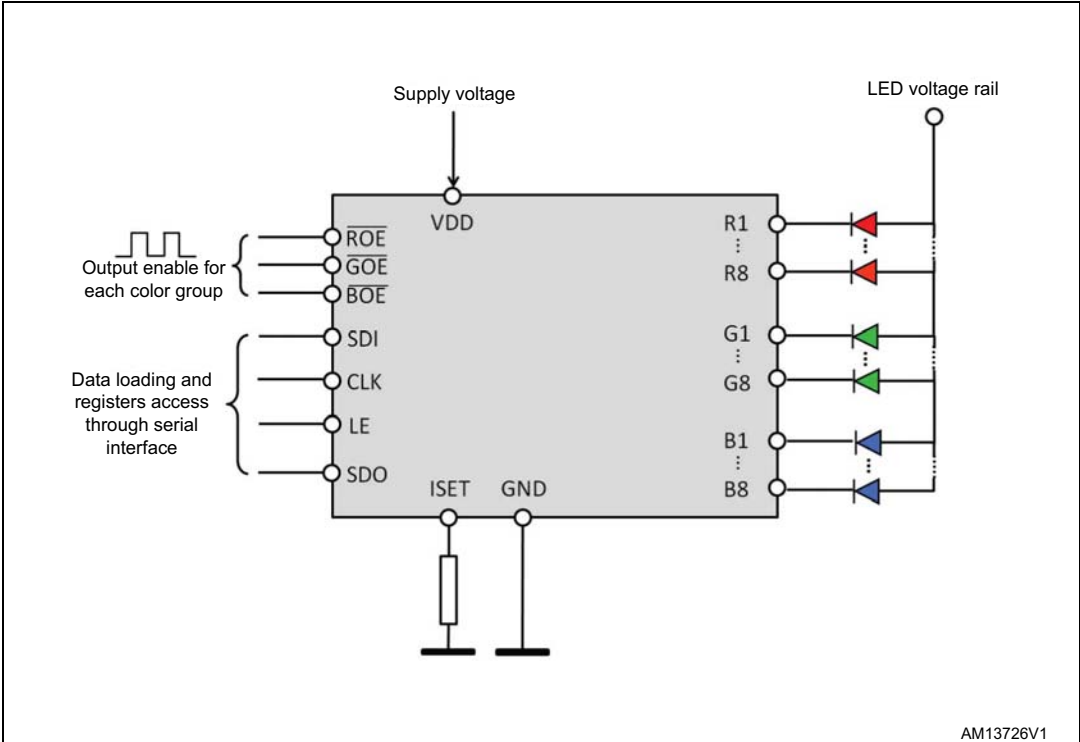 Supply voltage
LED voltage rail
VDD
Output enable for
each color group
ROE
GOE
BOE
Data loading and
registers access
through serial
interface
SDI
CLK
LE
SDO
ISET
GND
R1
R8
G1
G8
B1
B8
AM13726V1